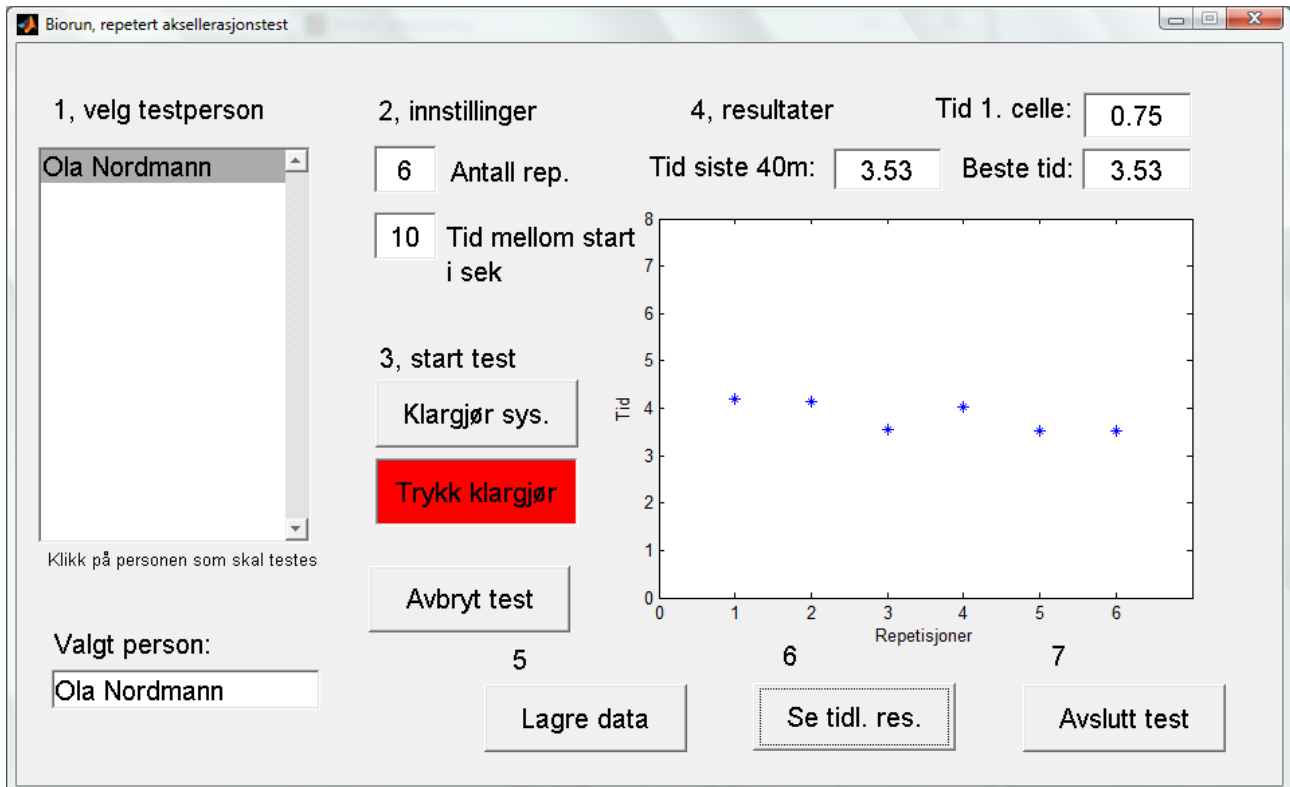 Biorun, repetert aksellerasjonstest
1, velg testperson
Ola Nordmann
Klikk på personen som skal testes
Valgt person:
Ola Nordmann
2, innstillinger
6 Antall rep.
10 Tid mellom start
i sek
3, start test
Klargjør sys.
Trykk klargjør
Avbryt test
4, resultater
Tid 1. celle: 0.75
Tid siste 40m: 3.53 Beste tid: 3.53
8
7
6
5
4
3
2
1
0
Tid
0 1 2 3 4 5 6
Repetisjoner
5 6 7
Lagre data Se tidl. res. Avslutt test